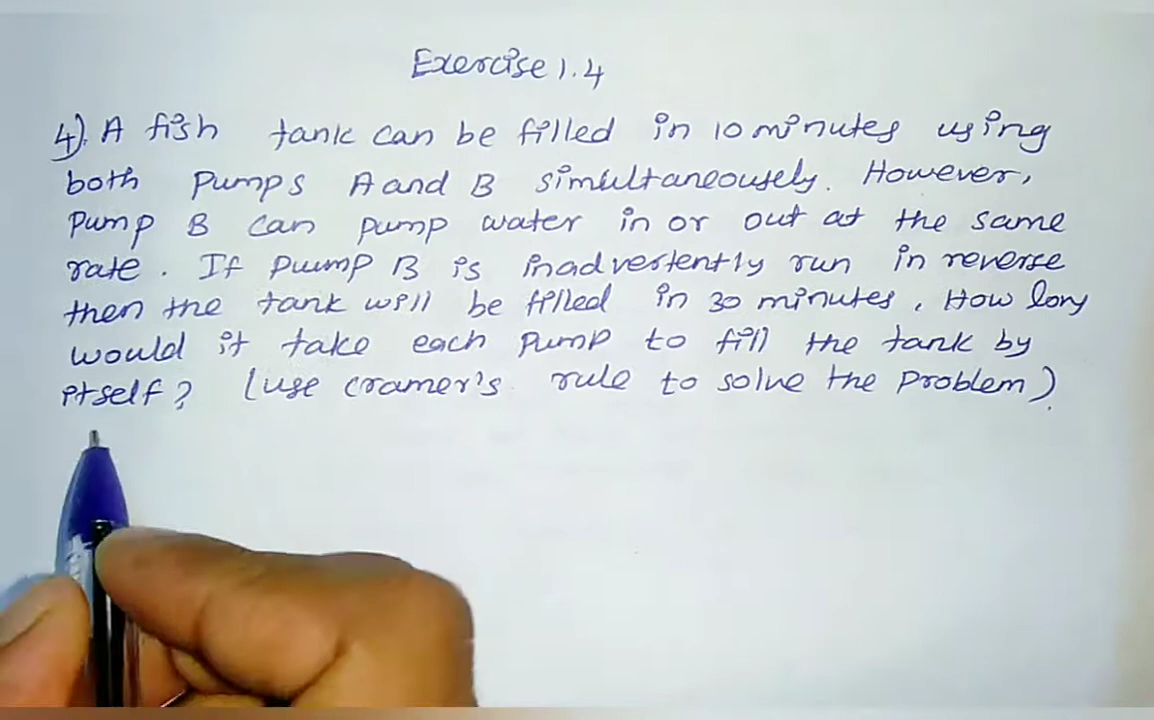 Exercise 1.4
4). A fish tank can be filled in 10 minutes using
both Pumps A and B simultaneously. However,
Pump B can pump water in or out at the same
rate. If Pump B is inadvertently run in reverse
then the tank will be filled in 30 minutes. How long
would it take each Pump to fill the tank by
itself? (use cramer's rule to solve the Problem).